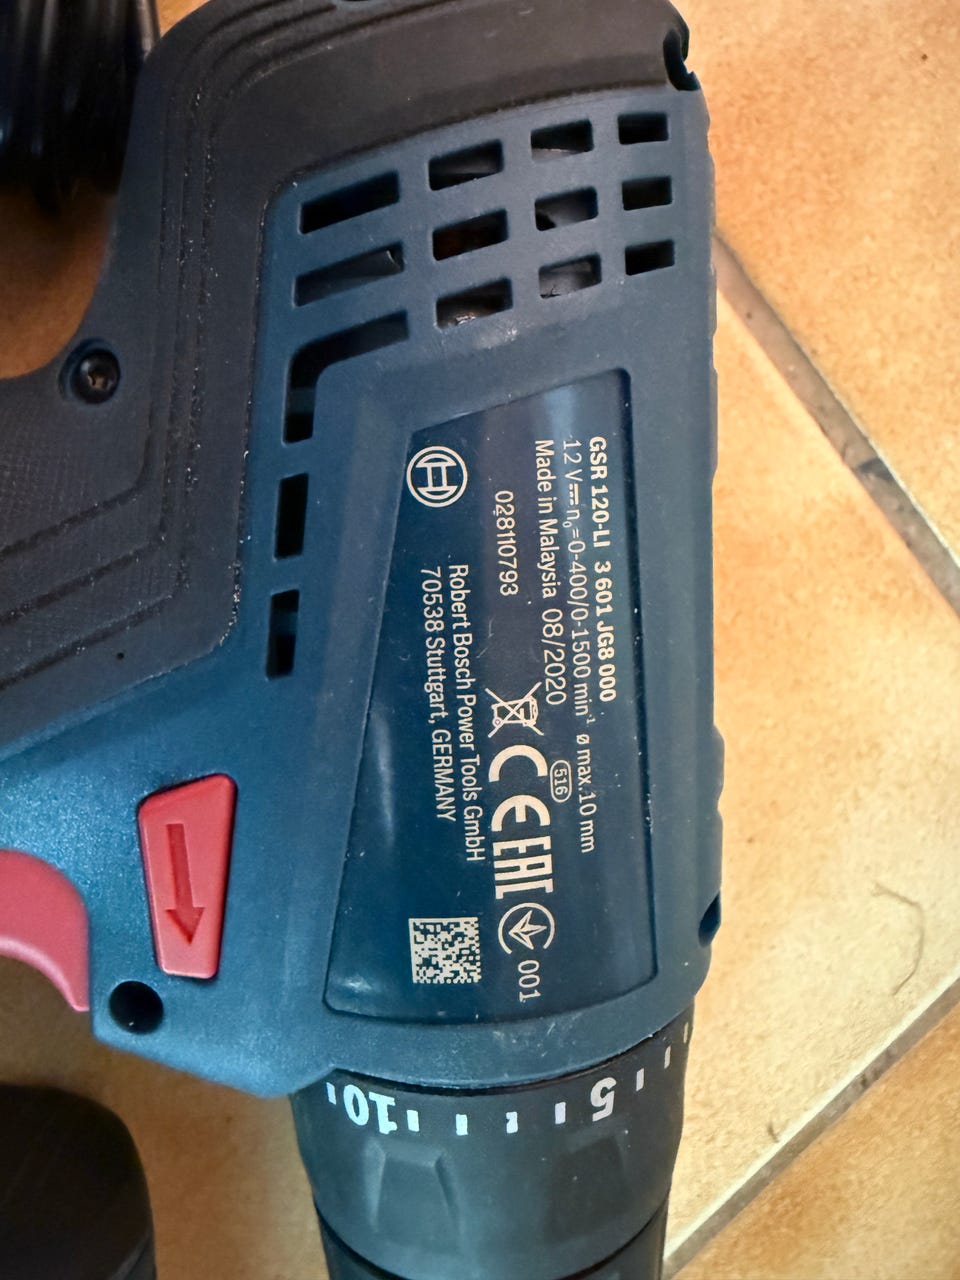 GSR 120-LI 3 601 JG8 000
12 V⎓ n₀=0-400/0-1500 min⁻¹ ø max.10 mm
Made in Malaysia 08/2020
516
028110793
CE EAC 001
Robert Bosch Power Tools GmbH
70538 Stuttgart, GERMANY
10 5